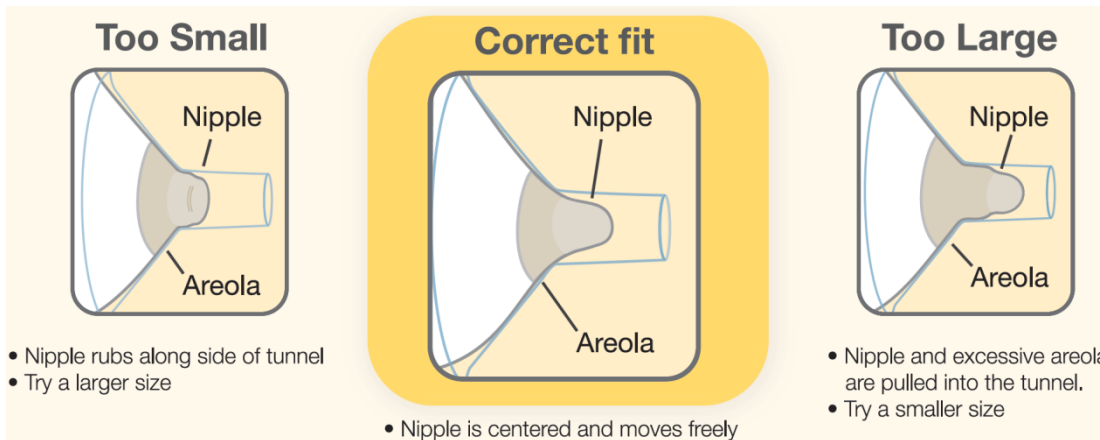 Too Small
Nipple
Areola
• Nipple rubs along side of tunnel
• Try a larger size
Correct fit
Nipple
Areola
• Nipple is centered and moves freely
Too Large
Nipple
Areola
• Nipple and excessive areola
are pulled into the tunnel.
• Try a smaller size